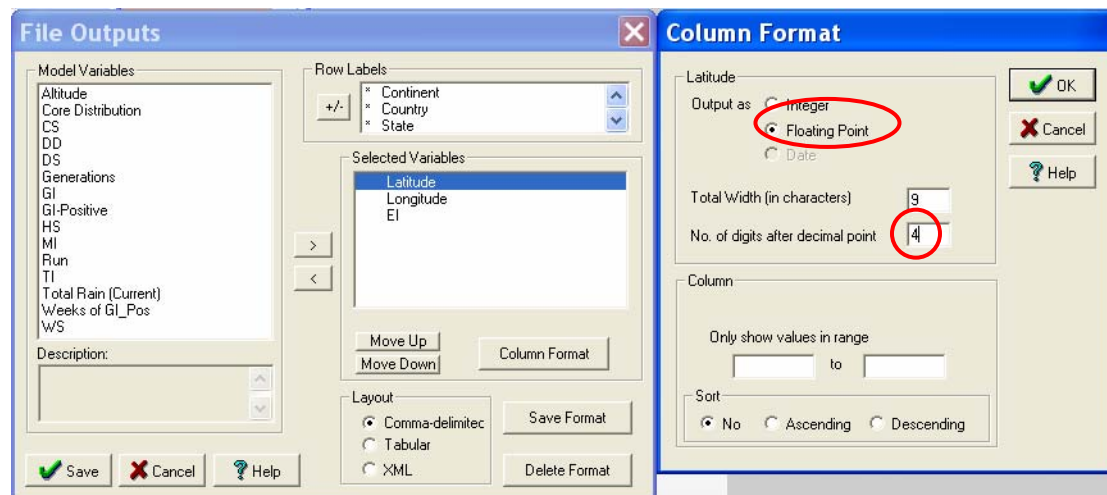 File Outputs
Model Variables
Altitude
Core Distribution
CS
DD
DS
Generations
GI
GI-Positive
HS
MI
Run
TI
Total Rain (Current)
Weeks of GI_Pos
WS
Description:
Save
Cancel
Help
Row Labels
+/-
* Continent
* Country
* State
Selected Variables
Latitude
Longitude
EI
>
<
Move Up
Move Down
Column Format
Layout
Comma-delimitec
Tabular
XML
Save Format
Delete Format
Column Format
Latitude
Output as
Integer
Floating Point
Date
Total Width (in characters) 9
No. of digits after decimal point 4
OK
Cancel
Help
Column
Only show values in range
to
Sort
No Ascending Descending